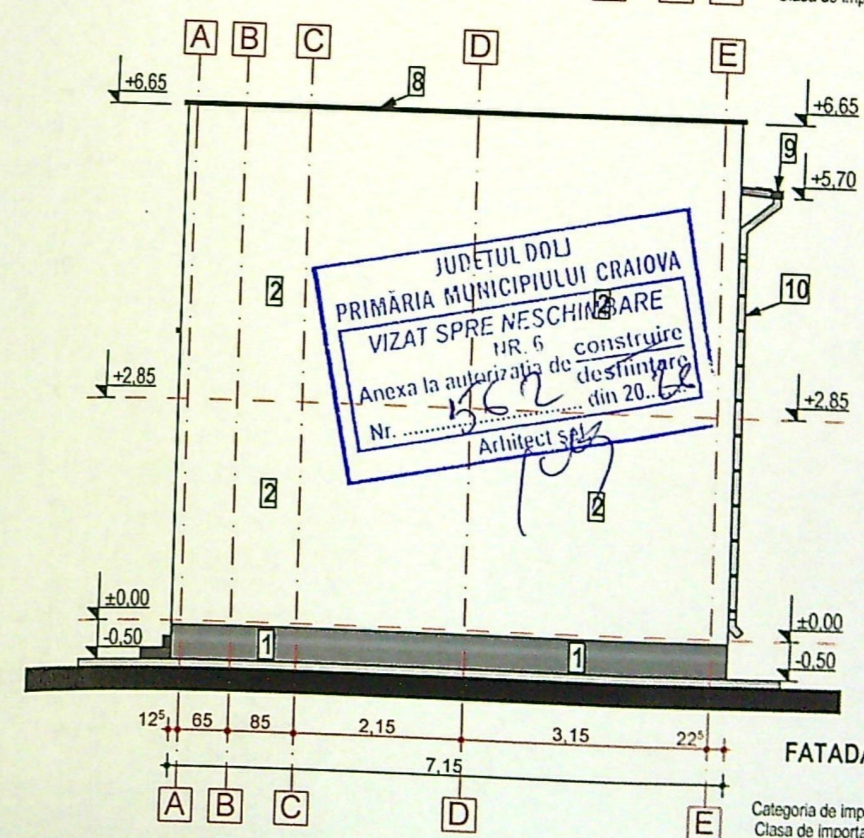 A B C D E
+6,65
8
+6,65
9
+5,70
JUDEȚUL DOLJ
PRIMĂRIA MUNICIPIULUI CRAIOVA
2
2
10
VIZAT SPRE NESCHIMBARE
NR. 6
Anexa la autorizația de construire
desființare
Nr. 562 din 20..
Arhitect șef
+2,85
+2,85
2
2
±0,00
±0,00
-0,50
1
1
-0,50
12⁵ 65 85 2,15 3,15 22⁵
7,15
FATADA
A B C D E
Categoria de imp
Clasa de importa